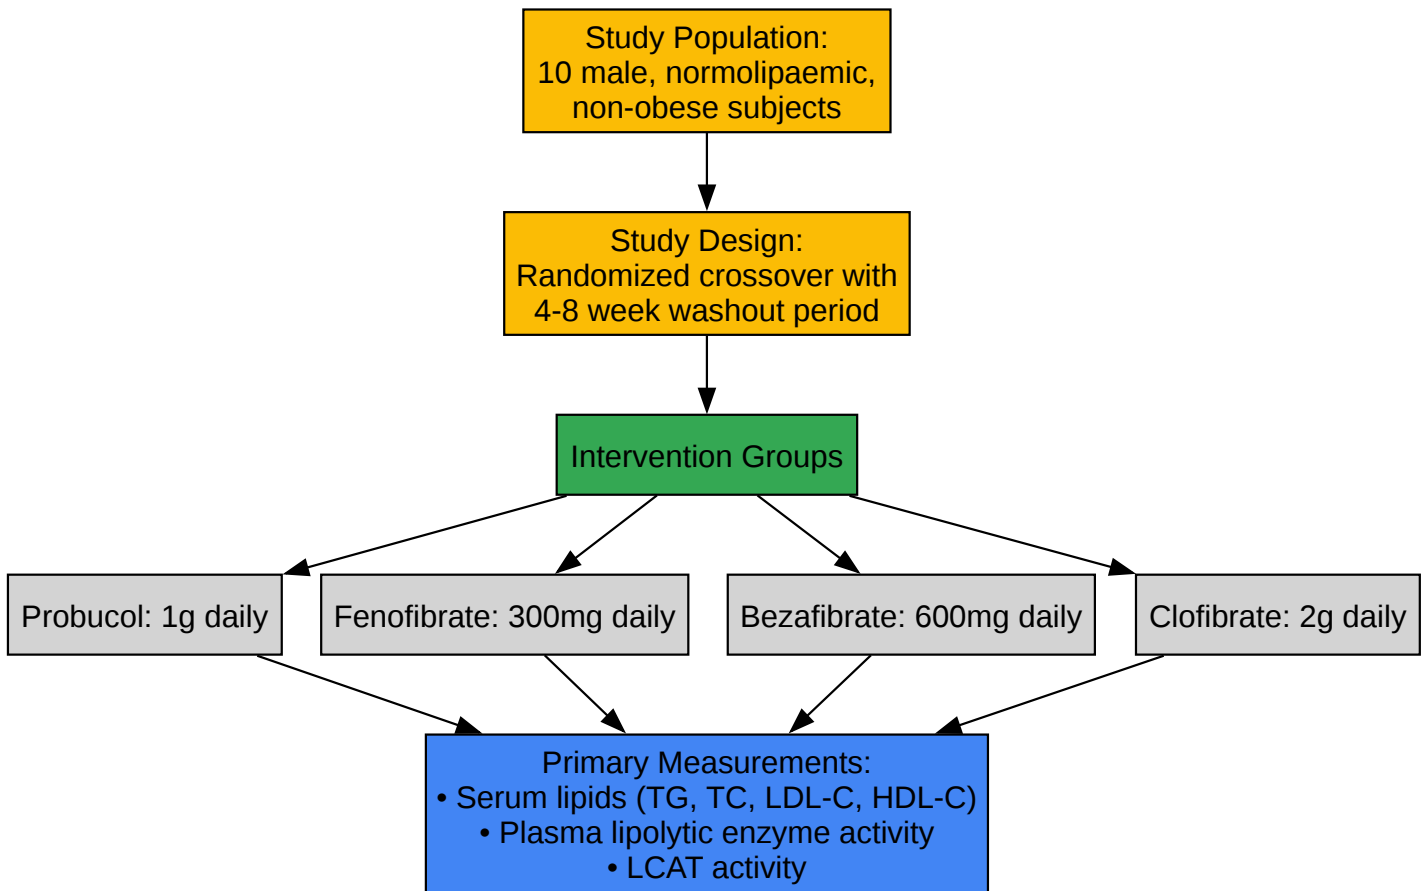 Study Population:
10 male, normolipaemic,
non-obese subjects
Study Design:
Randomized crossover with
4-8 week washout period
Intervention Groups
Probucol: 1g daily
Fenofibrate: 300mg daily
Bezafibrate: 600mg daily
Clofibrate: 2g daily
Primary Measurements:
• Serum lipids (TG, TC, LDL-C, HDL-C)
• Plasma lipolytic enzyme activity
• LCAT activity